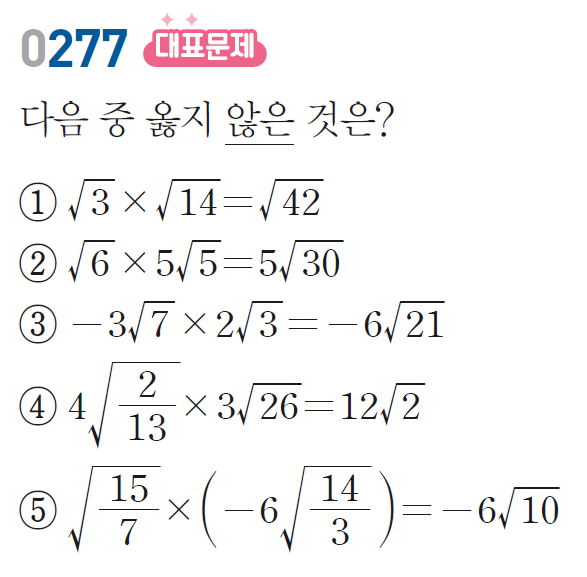 0277 대표문제
다음 중 옳지 않은 것은?
① √3 × √14 = √42
② √6 × 5√5 = 5√30
③ −3√7 × 2√3 = −6√21
④ 4√(2/13) × 3√26 = 12√2
⑤ √(15/7) × (−6√(14/3)) = −6√10